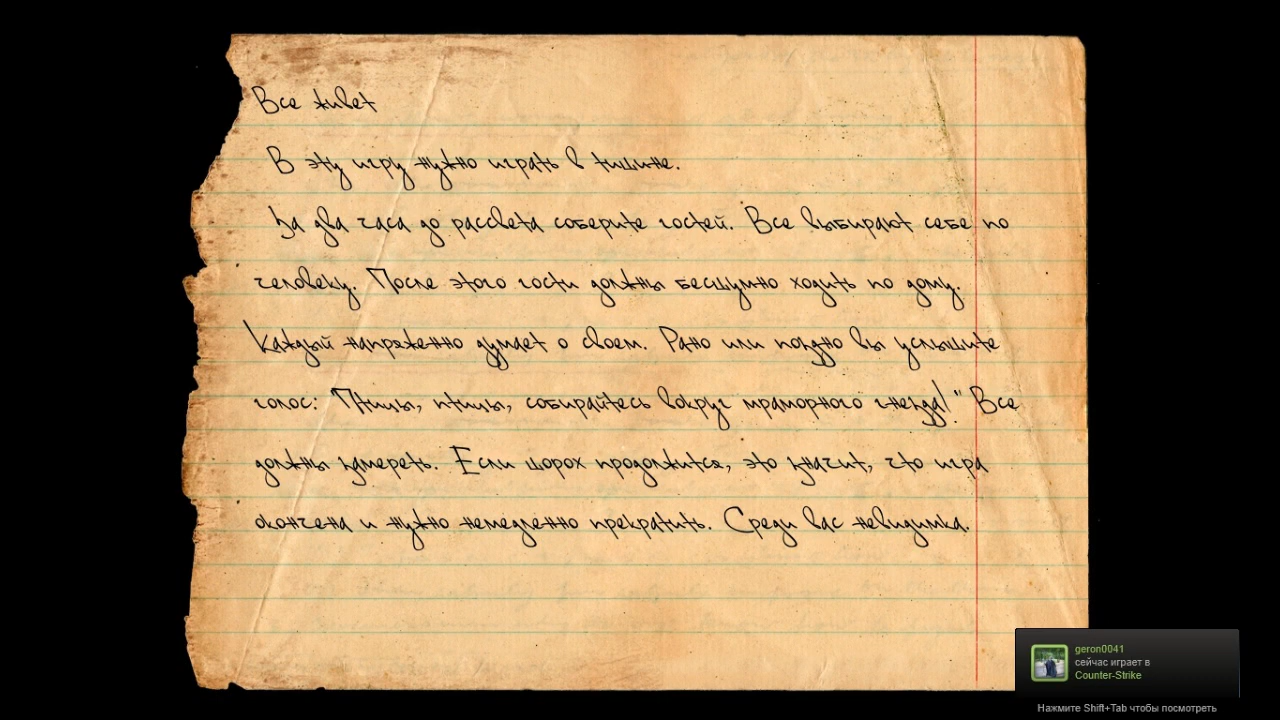 Все живет
В эту игру нужно играть в тишине.
За два часа до рассвета соберите гостей. Все выбирают себе по
человеку. После этого гости должны бесшумно ходить по дому.
Каждый напряженно думает о своем. Рано или поздно вы услышите
голос: "Птицы, птицы, собирайтесь вокруг мраморного гнезда!" Все
должны замереть. Если шорох продолжится, это значит, что игра
окончена и нужно немедленно прекратить. Среди вас невидимка.
geron0041
сейчас играет в
Counter-Strike
Нажмите Shift+Tab чтобы посмотреть